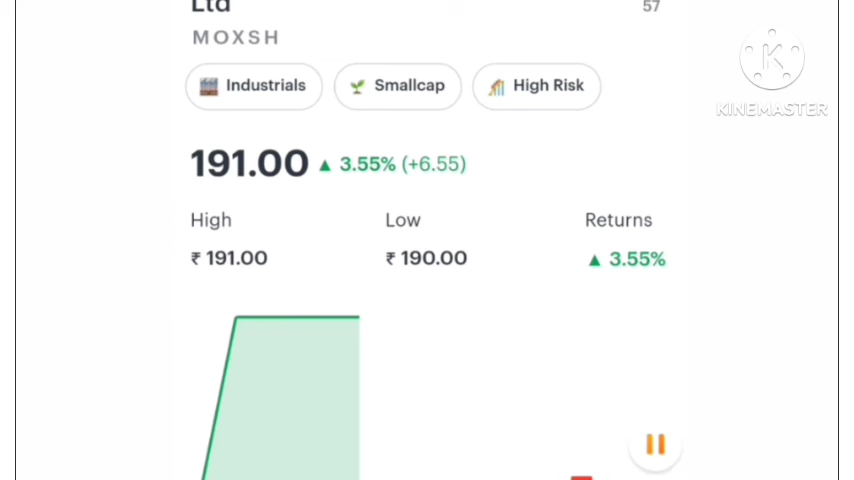 Ltd
57
MOXSH
Industrials
Smallcap
High Risk
191.00 ▲ 3.55% (+6.55)
High
Low
Returns
₹ 191.00
₹ 190.00
▲ 3.55%
K
KINEMASTER